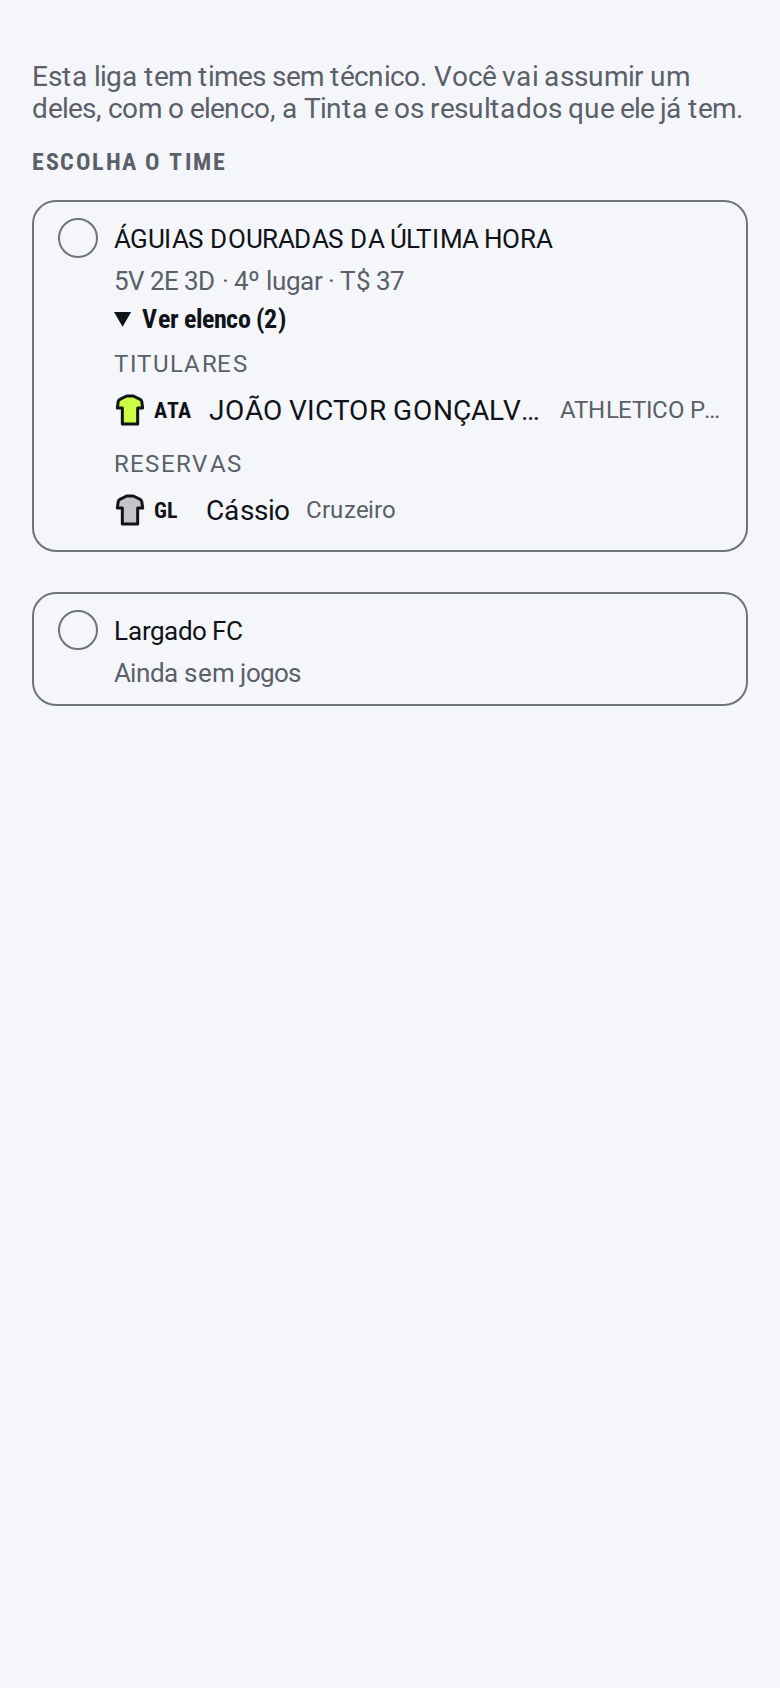 Esta liga tem times sem técnico. Você vai assumir um
deles, com o elenco, a Tinta e os resultados que ele já tem.
ESCOLHA O TIME
ÁGUIAS DOURADAS DA ÚLTIMA HORA
5V 2E 3D · 4º lugar · T$ 37
▼ Ver elenco (2)
TITULARES
ATA JOÃO VICTOR GONÇALV... ATHLETICO P...
RESERVAS
GL Cássio Cruzeiro
Largado FC
Ainda sem jogos